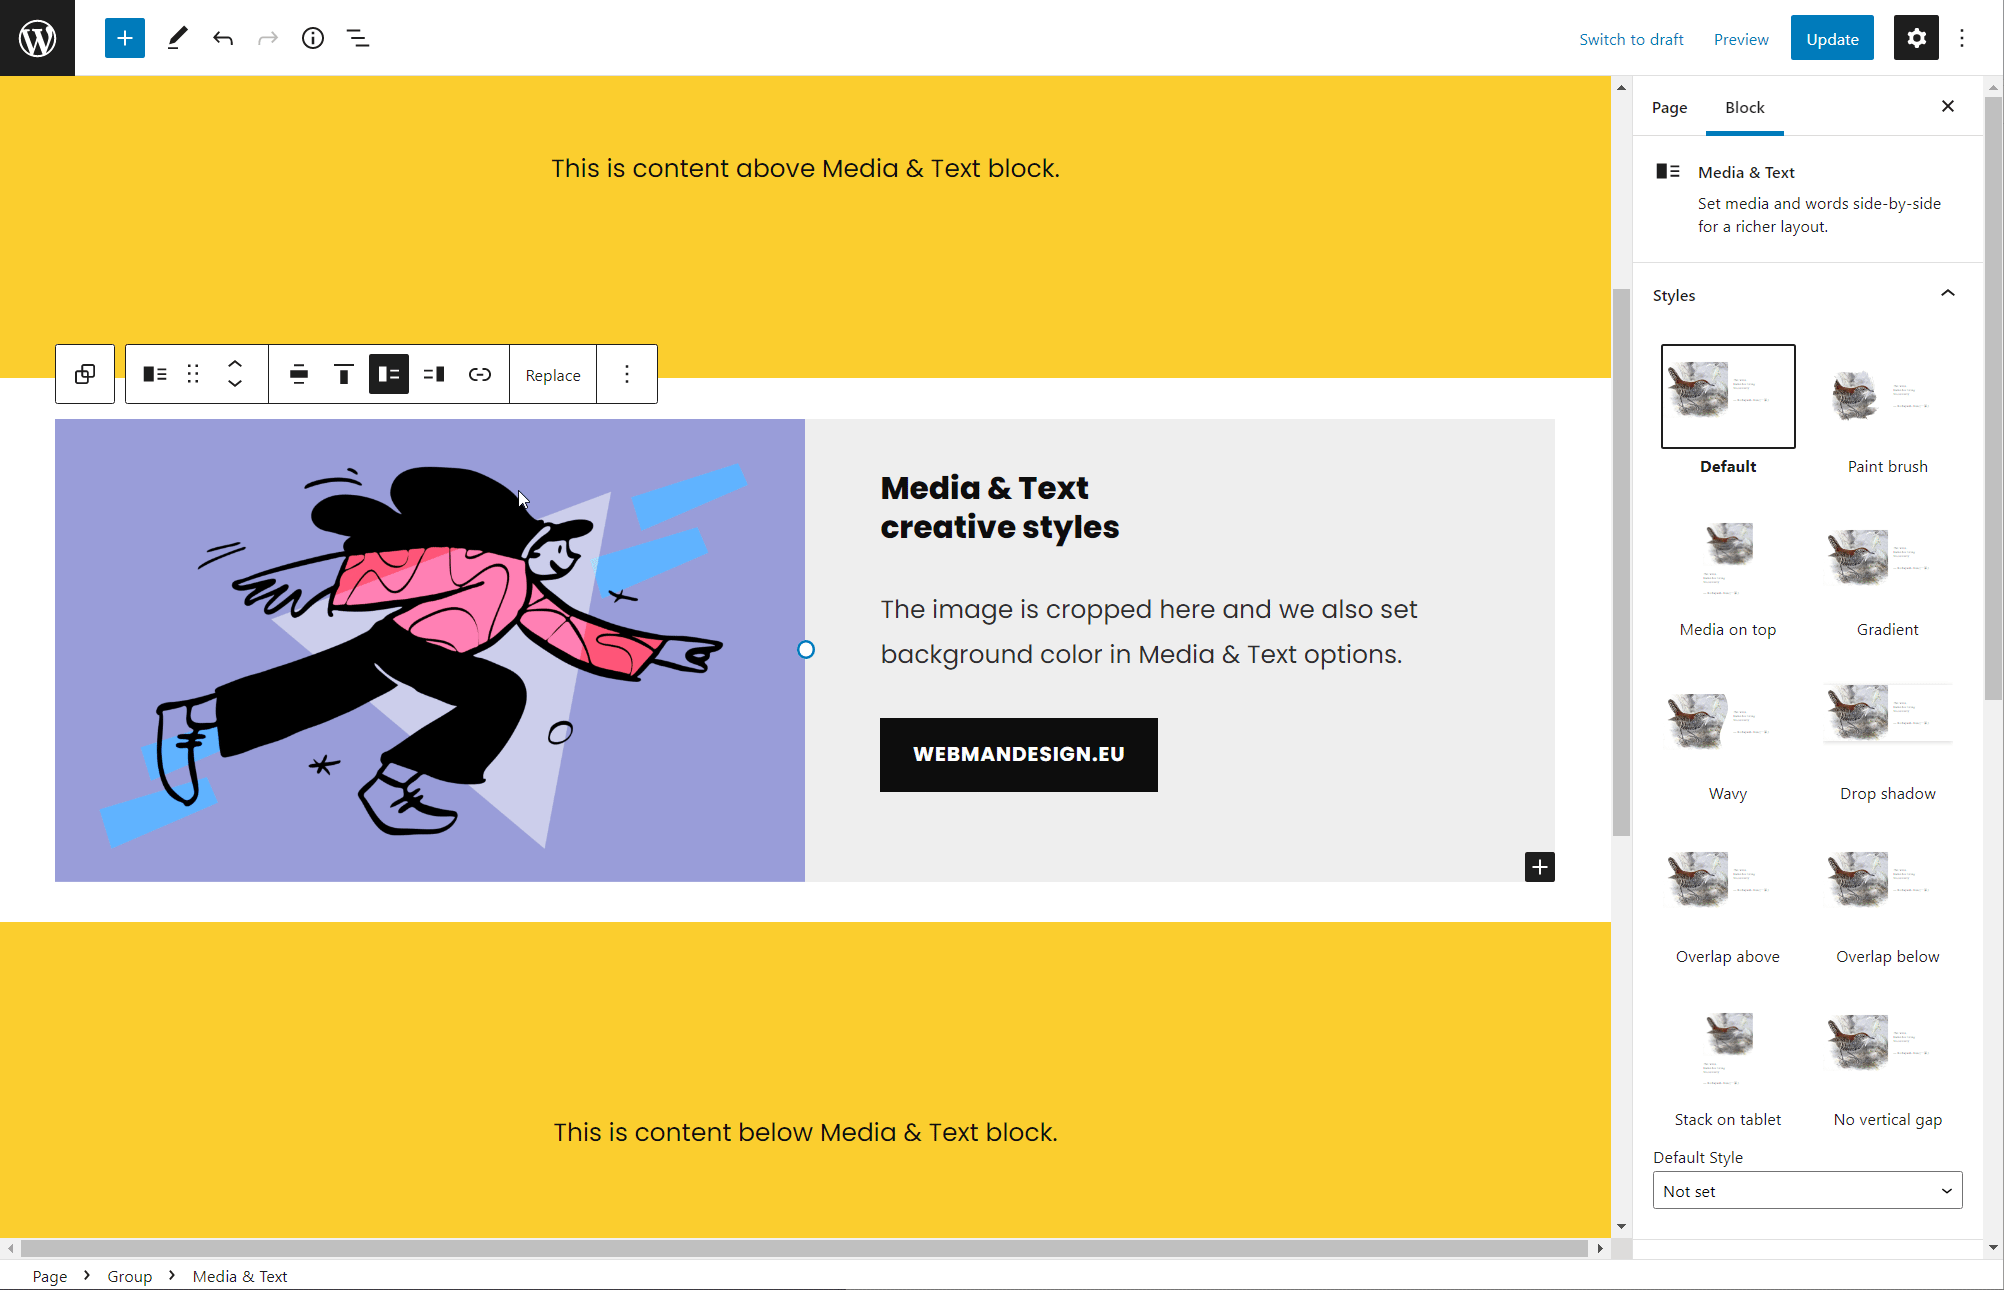 Switch to draft
Preview
Update
This is content above Media & Text block.
Replace
Media & Text
creative styles
The image is cropped here and we also set
background color in Media & Text options.
WEBMANDESIGN.EU
This is content below Media & Text block.
Page
Block
Media & Text
Set media and words side-by-side
for a richer layout.
Styles
Default
Paint brush
Media on top
Gradient
Wavy
Drop shadow
Overlap above
Overlap below
Stack on tablet
No vertical gap
Default Style
Not set
Page
Group
Media & Text